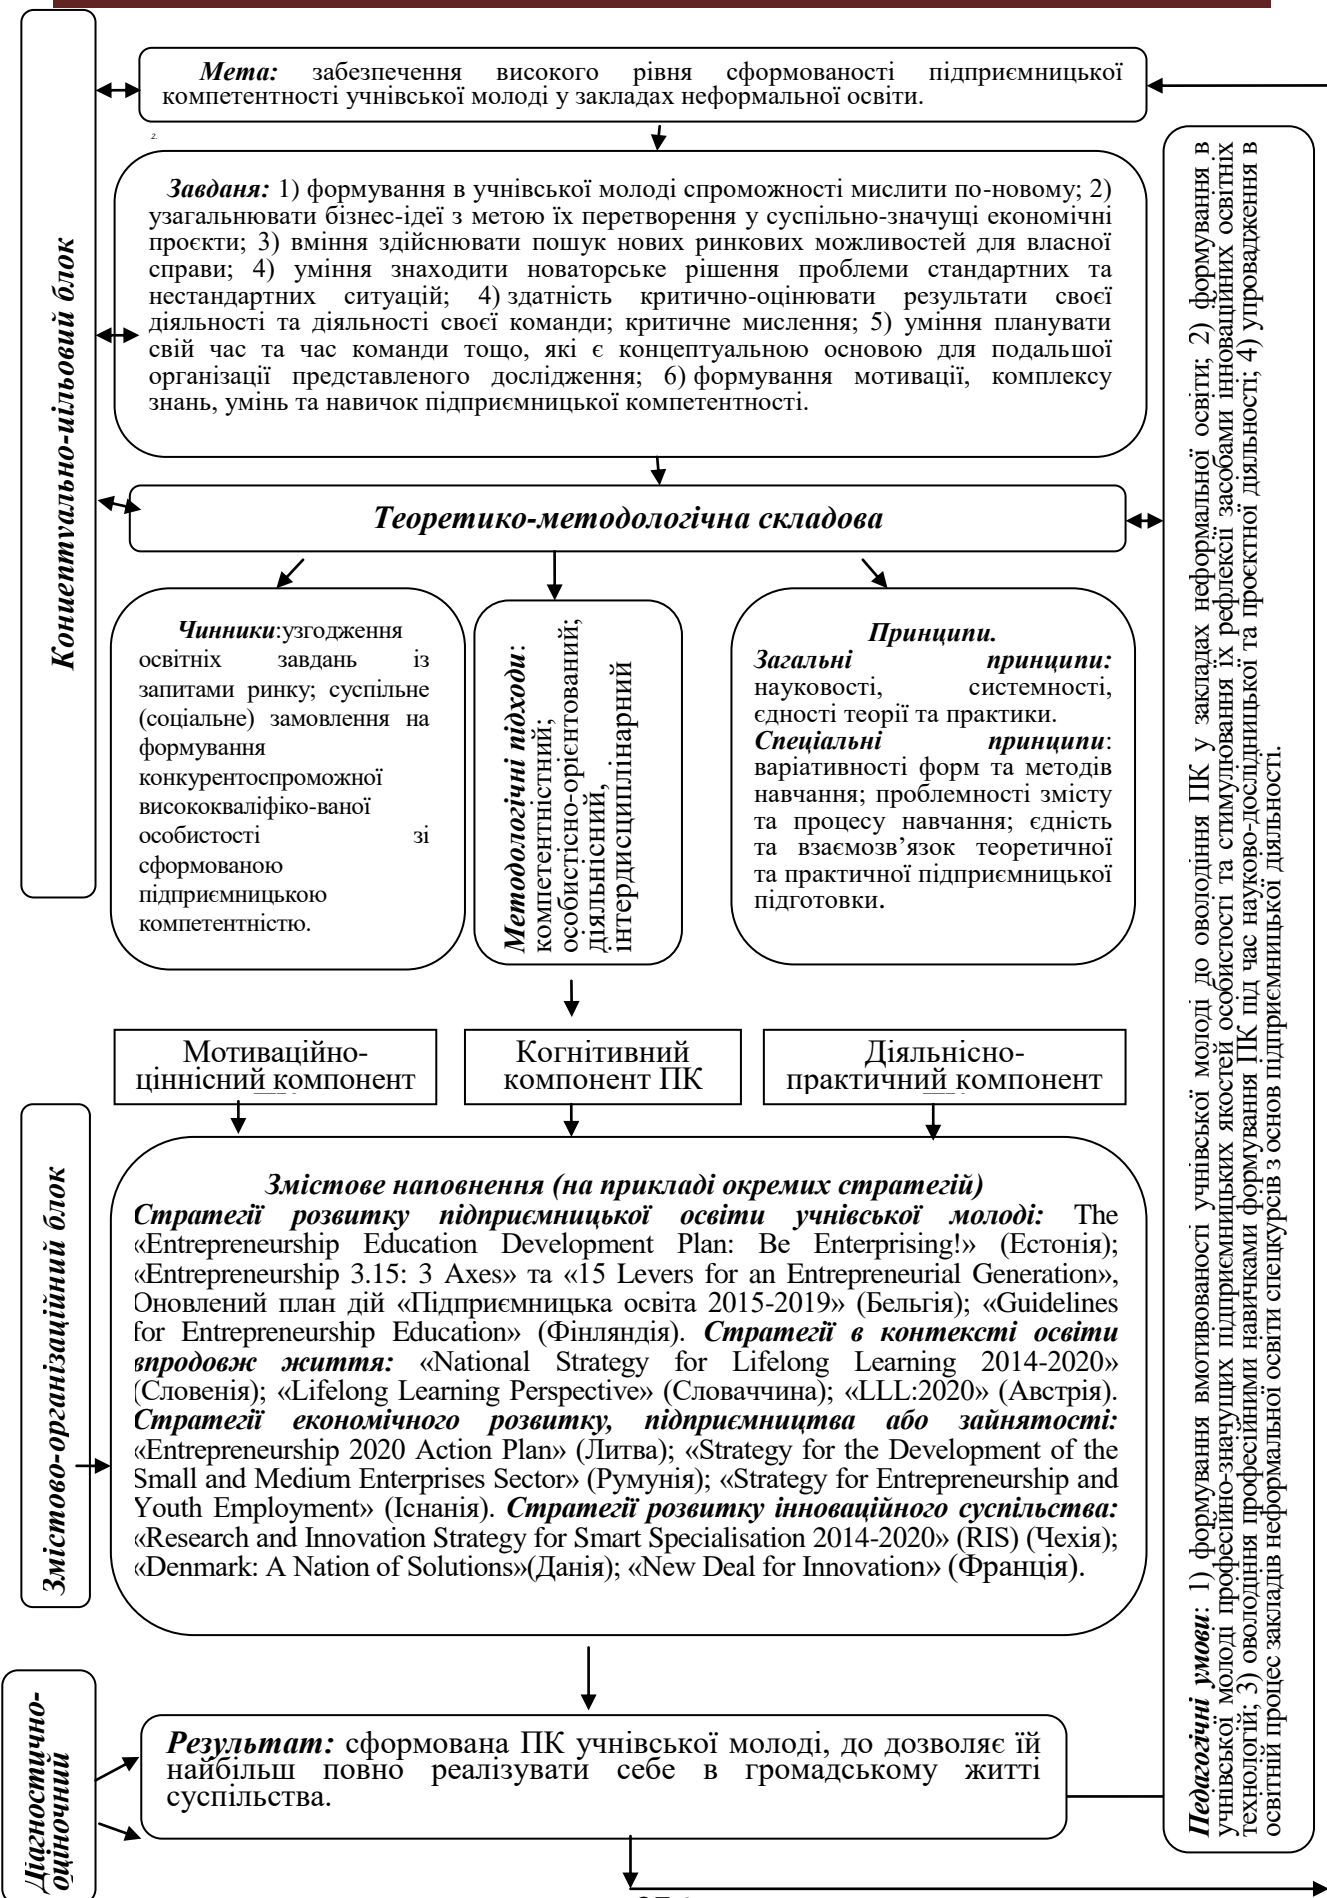 Концептуально-цільовий блок
Мета: забезпечення високого рівня сформованості підприємницької
компетентності учнівської молоді у закладах неформальної освіти.
2.
Завданя: 1) формування в учнівської молоді спроможності мислити по-новому; 2)
узагальнювати бізнес-ідеї з метою їх перетворення у суспільно-значущі економічні
проєкти; 3) вміння здійснювати пошук нових ринкових можливостей для власної
справи; 4) уміння знаходити новаторське рішення проблеми стандартних та
нестандартних ситуацій; 4) здатність критично-оцінювати результати своєї
діяльності та діяльності своєї команди; критичне мислення; 5) уміння планувати
свій час та час команди тощо, які є концептуальною основою для подальшої
організації представленого дослідження; 6) формування мотивації, комплексу
знань, умінь та навичок підприємницької компетентності.
Теоретико-методологічна складова
Чинники:узгодження
освітніх завдань із
запитами ринку; суспільне
(соціальне) замовлення на
формування
конкурентоспроможної
висококваліфіко-ваної
особистості зі
сформованою
підприємницькою
компетентністю.
Методологічні підходи:
компетентністний;
особистісно-орієнтований;
діяльнісний,
інтердисциплінарний
Принципи.
Загальні принципи:
науковості, системності,
єдності теорії та практики.
Спеціальні принципи:
варіативності форм та методів
навчання; проблемності змісту
та процесу навчання; єдність
та взаємозв'язок теоретичної
та практичної підприємницької
підготовки.
Мотиваційно-
ціннісний компонент
Когнітивний
компонент ПК
Діяльнісно-
практичний компонент
Змістово-організаційний блок
Змістове наповнення (на прикладі окремих стратегій)
Стратегії розвитку підприємницької освіти учнівської молоді: The
«Entrepreneurship Education Development Plan: Be Enterprising!» (Естонія);
«Entrepreneurship 3.15: 3 Axes» та «15 Levers for an Entrepreneurial Generation»,
Оновлений план дій «Підприємницька освіта 2015-2019» (Бельгія); «Guidelines
for Entrepreneurship Education» (Фінляндія). Стратегії в контексті освіти
впродовж життя: «National Strategy for Lifelong Learning 2014-2020»
(Словенія); «Lifelong Learning Perspective» (Словаччина); «LLL:2020» (Австрія).
Стратегії економічного розвитку, підприємництва або зайнятості:
«Entrepreneurship 2020 Action Plan» (Литва); «Strategy for the Development of the
Small and Medium Enterprises Sector» (Румунія); «Strategy for Entrepreneurship and
Youth Employment» (Існанія). Стратегії розвитку інноваційного суспільства:
«Research and Innovation Strategy for Smart Specialisation 2014-2020» (RIS) (Чехія);
«Denmark: A Nation of Solutions»(Данія); «New Deal for Innovation» (Франція).
Діагностично-
оціночний
Результат: сформована ПК учнівської молоді, до дозволяє їй
найбільш повно реалізувати себе в громадському житті
суспільства.
Педагогічні умови: 1) формування вмотивованості учнівської молоді до оволодіння ПК у закладах неформальної освіти; 2) формування в
учнівської молоді професійно-значущих підприємницьких якостей особистості та стимулювання їх рефлексії засобами інноваційних освітніх
технологій; 3) оволодіння професійними навичками формування ПК під час науково-дослідницької та проєктної діяльності; 4) упровадження в
освітній процес закладів неформальної освіти спецкурсів з основ підприємницької діяльності.